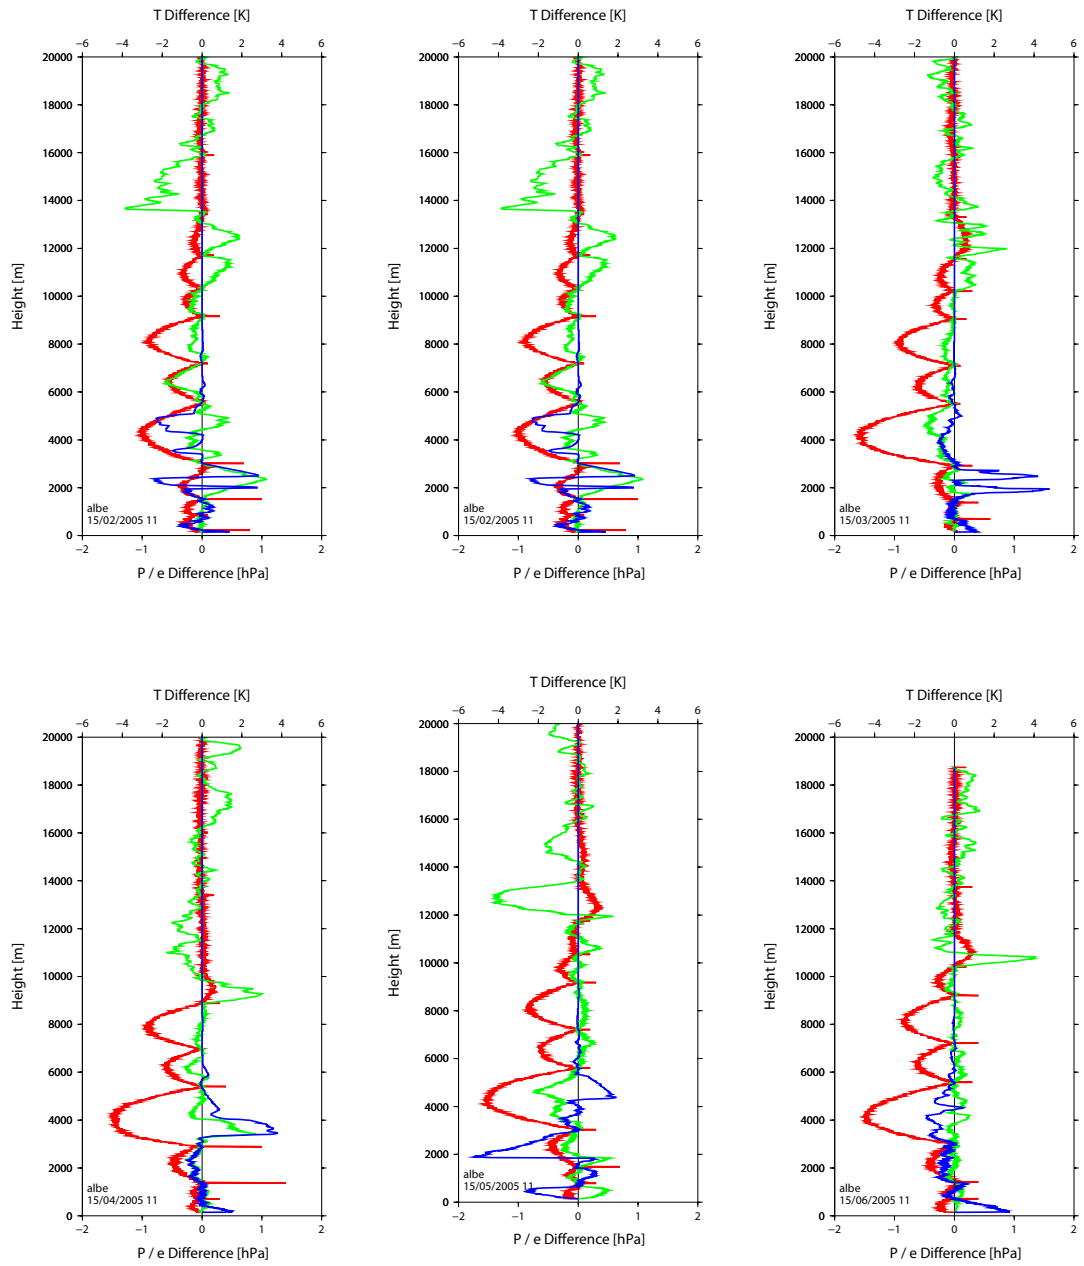 T Difference [K] T Difference [K] T Difference [K]
−6 −4 −2 0 2 4 6 −6 −4 −2 0 2 4 6 −6 −4 −2 0 2 4 6
20000 20000 20000
18000 18000 18000
16000 16000 16000
14000 14000 14000
12000 12000 12000
Height [m] Height [m] Height [m]
10000 10000 10000
8000 8000 8000
6000 6000 6000
4000 4000 4000
2000 2000 2000
albe albe albe
15/02/2005 11 15/02/2005 11 15/03/2005 11
0 0 0
−2 −1 0 1 2 −2 −1 0 1 2 −2 −1 0 1 2
P / e Difference [hPa] P / e Difference [hPa] P / e Difference [hPa]
T Difference [K] T Difference [K] T Difference [K]
−6 −4 −2 0 2 4 6 −6 −4 −2 0 2 4 6 −6 −4 −2 0 2 4 6
20000 20000 20000
18000 18000 18000
16000 16000 16000
14000 14000 14000
12000 12000 12000
Height [m] Height [m] Height [m]
10000 10000 10000
8000 8000 8000
6000 6000 6000
4000 4000 4000
2000 2000 2000
albe albe albe
15/04/2005 11 15/05/2005 11 15/06/2005 11
0 0 0
−2 −1 0 1 2 −2 −1 0 1 2 −2 −1 0 1 2
P / e Difference [hPa] P / e Difference [hPa] P / e Difference [hPa]